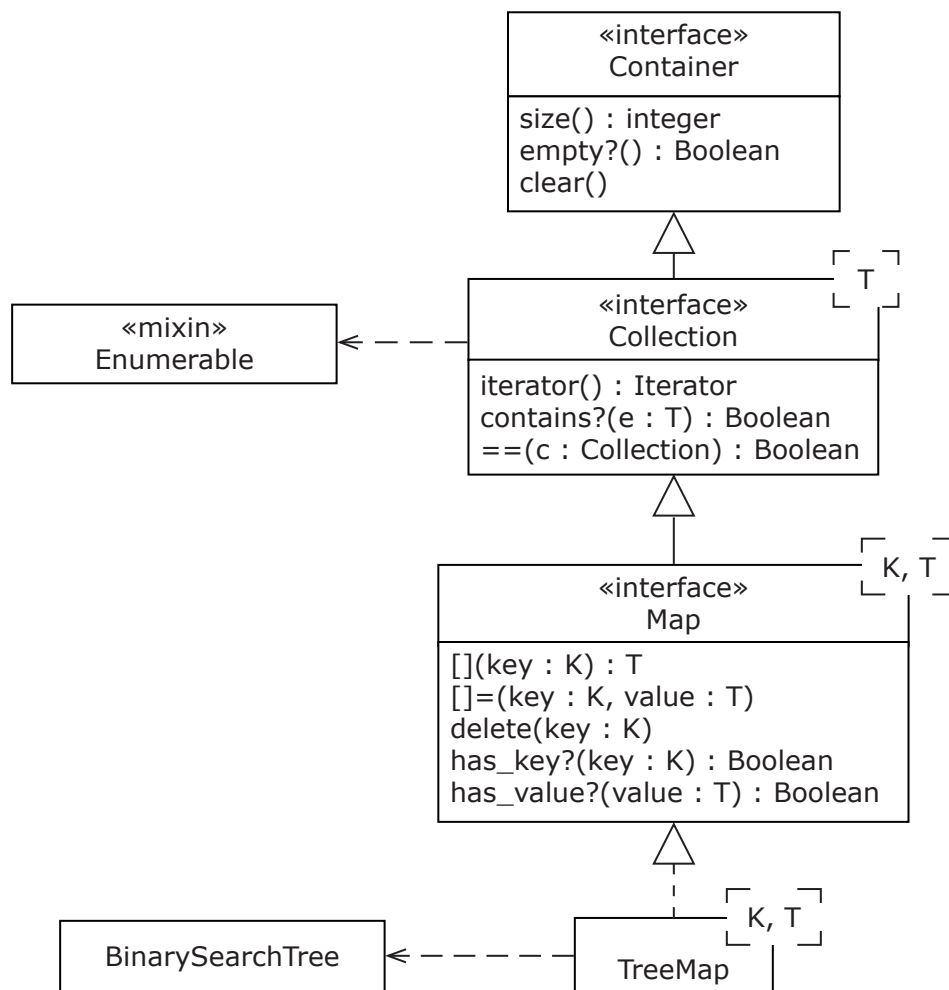 «interface»
Container
size() : integer
empty?() : Boolean
clear()
T
«interface»
Collection
«mixin»
Enumerable
iterator() : Iterator
contains?(e : T) : Boolean
==(c : Collection) : Boolean
K, T
«interface»
Map
[](key : K) : T
[]=(key : K, value : T)
delete(key : K)
has_key?(key : K) : Boolean
has_value?(value : T) : Boolean
K, T
BinarySearchTree
TreeMap